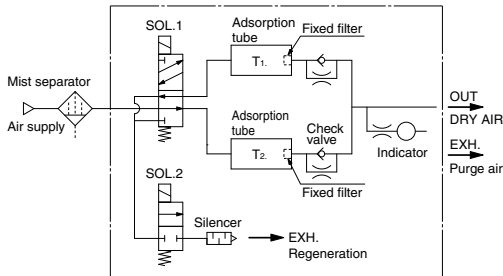 SOL.1
Adsorption
tube
Fixed filter
T1.
Mist separator
Air supply
Adsorption
tube
Check
valve
T2.
Fixed filter
OUT
DRY AIR
EXH.
Purge air
Indicator
SOL.2
Silencer
EXH.
Regeneration